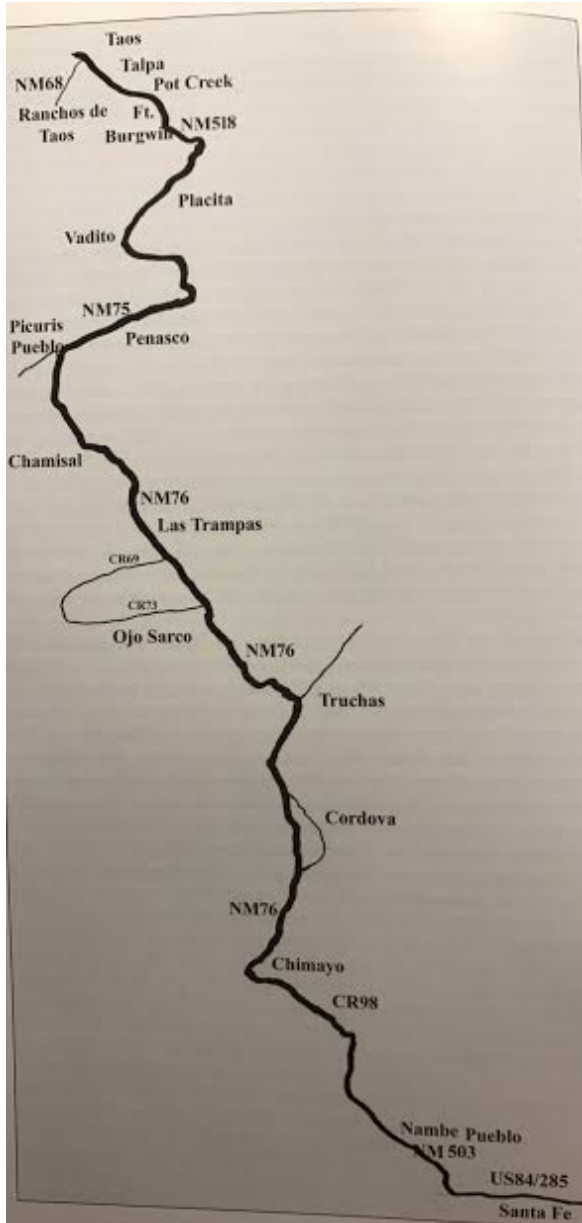 Taos
Talpa
NM68
Pot Creek
Ranchos de
Taos
Ft.
Burgwin
NM518
Placita
Vadito
NM75
Picuris
Pueblo
Penasco
Chamisal
NM76
Las Trampas
CR69
CR73
Ojo Sarco
NM76
Truchas
Cordova
NM76
Chimayo
CR98
Nambe Pueblo
NM 503
US84/285
Santa Fe